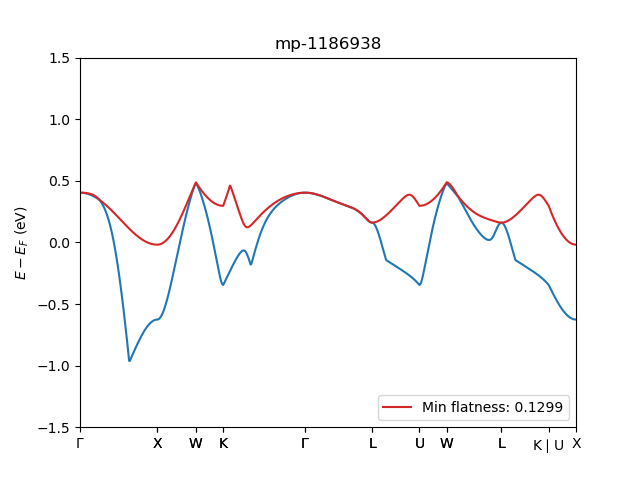 mp-1186938
1.5
1.0
0.5
0.0
−0.5
−1.0
−1.5
E − E_F (eV)
Min flatness: 0.1299
Γ X W K Γ L U W L K | U X